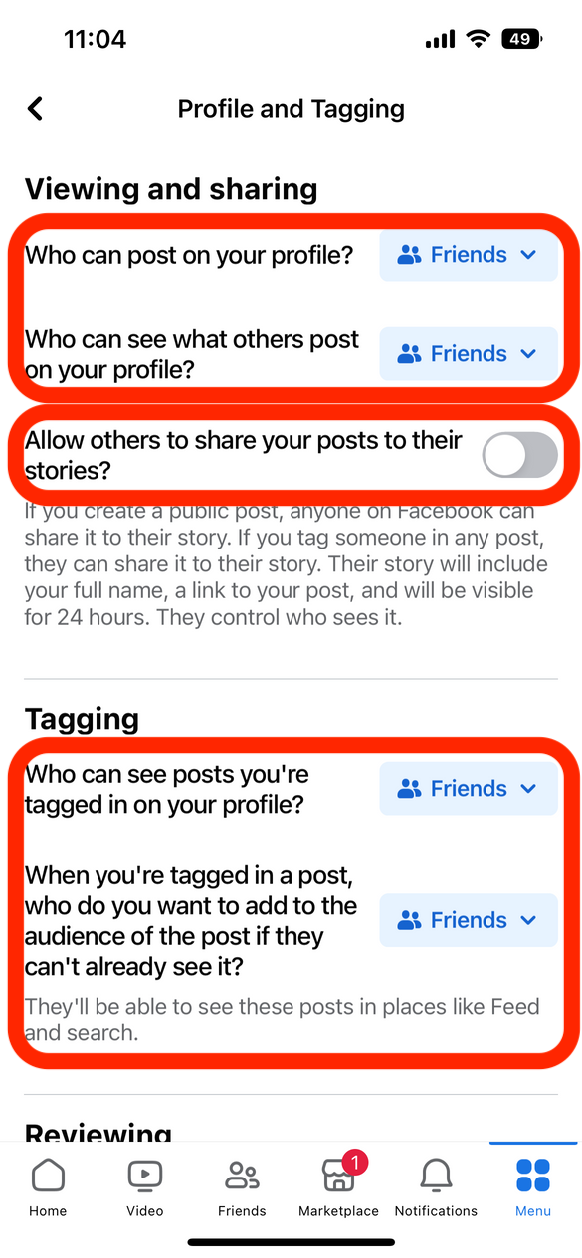 11:04
49
Profile and Tagging
Viewing and sharing
Who can post on your profile?
Friends
Who can see what others post
on your profile?
Friends
Allow others to share your posts to their
stories?
If you create a public post, anyone on Facebook can
share it to their story. If you tag someone in any post,
they can share it to their story. Their story will include
your full name, a link to your post, and will be visible
for 24 hours. They control who sees it.
Tagging
Who can see posts you're
tagged in on your profile?
Friends
When you're tagged in a post,
who do you want to add to the
audience of the post if they
can't already see it?
Friends
They'll be able to see these posts in places like Feed
and search.
Reviewing
1
Home Video Friends Marketplace Notifications Menu